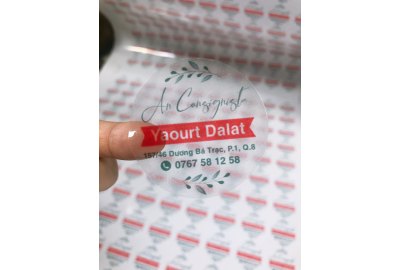 An Consignista
Yaourt Dalat
157/46 Dương Bá Trạc, P.1, Q.8
0767 58 12 58